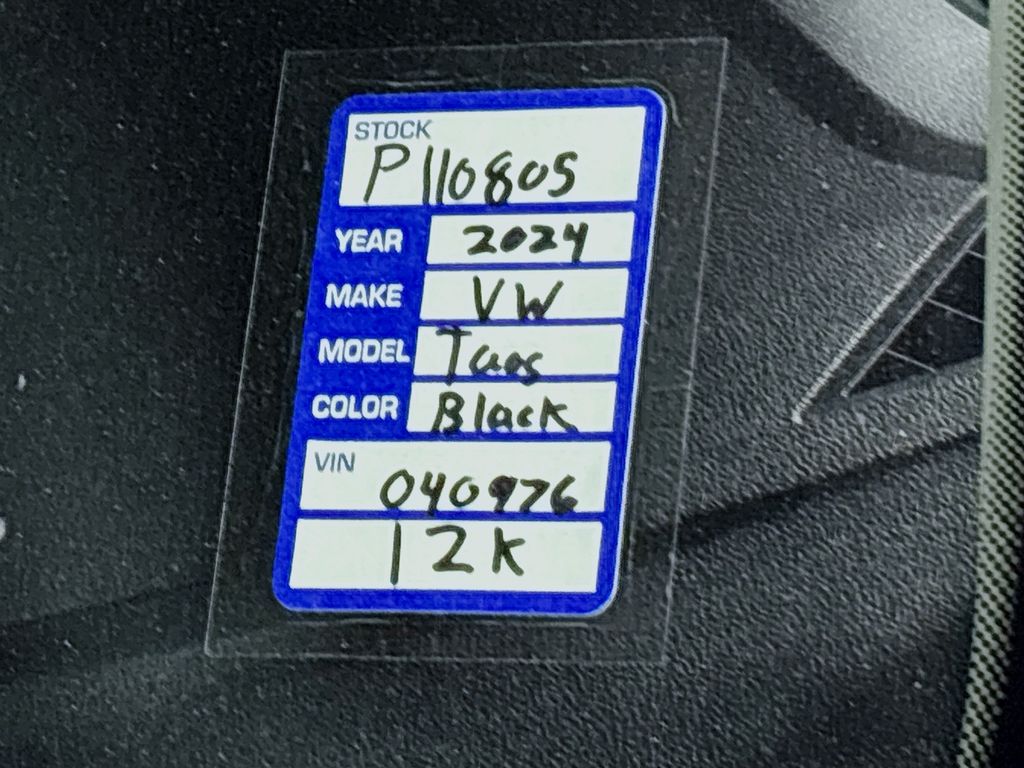 STOCK
P110805
YEAR 2024
MAKE VW
MODEL Taos
COLOR Black
VIN
040976
12K